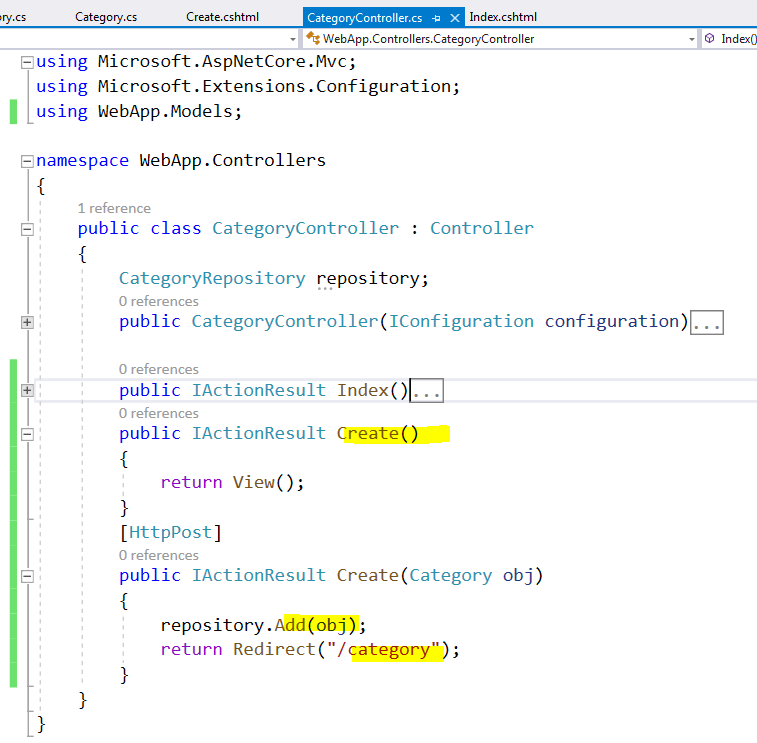 ry.cs Category.cs Create.cshtml CategoryController.cs Index.cshtml
WebApp.Controllers.CategoryController Index()
using Microsoft.AspNetCore.Mvc;
using Microsoft.Extensions.Configuration;
using WebApp.Models;
namespace WebApp.Controllers
{
1 reference
public class CategoryController : Controller
{
CategoryRepository repository;
0 references
public CategoryController(IConfiguration configuration)...
0 references
public IActionResult Index()...
0 references
public IActionResult Create()
{
return View();
}
[HttpPost]
0 references
public IActionResult Create(Category obj)
{
repository.Add(obj);
return Redirect("/category");
}
}
}